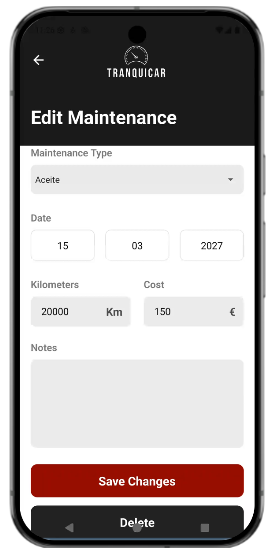 TRANQUICAR
Edit Maintenance
Maintenance Type
Aceite
Date
15 03 2027
Kilometers Cost
20000 Km 150 €
Notes
Save Changes
Delete